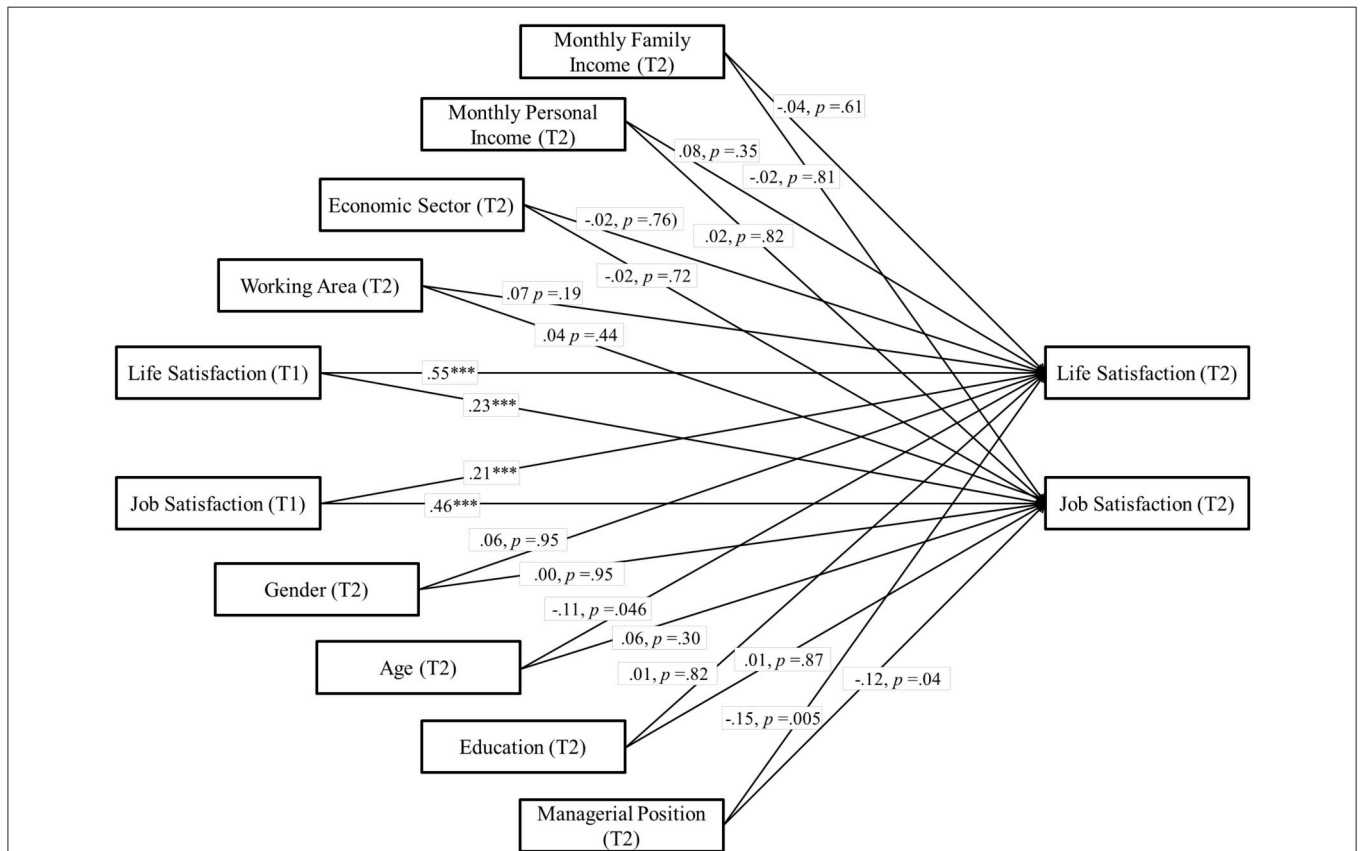 Monthly Family
Income (T2)
-.04, p =.61
Monthly Personal
Income (T2)
.08, p =.35
-.02, p =.81
Economic Sector (T2)
-.02, p =.76)
.02, p =.82
-.02, p =.72
Working Area (T2)
.07 p =.19
.04 p =.44
Life Satisfaction (T1)
.55***
Life Satisfaction (T2)
.23***
.21***
Job Satisfaction (T1)
.46***
Job Satisfaction (T2)
.06, p =.95
.00, p =.95
Gender (T2)
-.11, p =.046
.06, p =.30
Age (T2)
.01, p =.82
.01, p =.87
-.12, p =.04
-.15, p =.005
Education (T2)
Managerial Position
(T2)